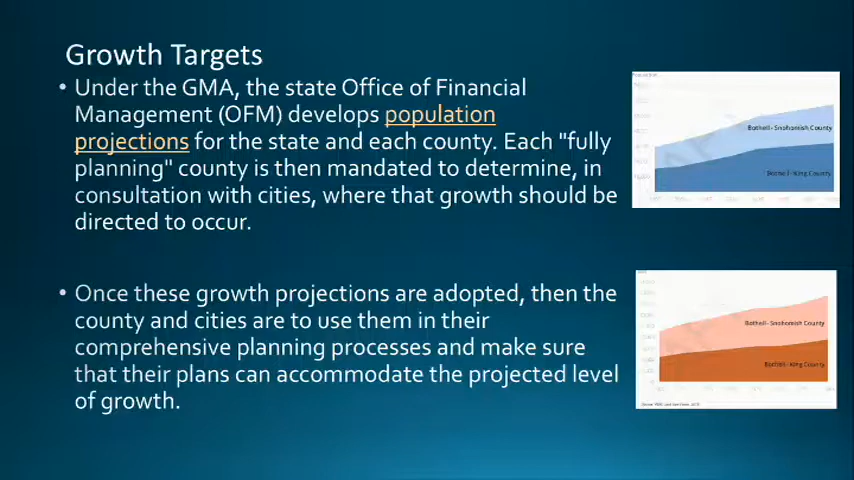 Growth Targets
• Under the GMA, the state Office of Financial
Management (OFM) develops population
projections for the state and each county. Each "fully
planning" county is then mandated to determine, in
consultation with cities, where that growth should be
directed to occur.
• Once these growth projections are adopted, then the
county and cities are to use them in their
comprehensive planning processes and make sure
that their plans can accommodate the projected level
of growth.
Bothell - Snohomish County
Bothell - King County
Bothell - Snohomish County
Bothell - King County